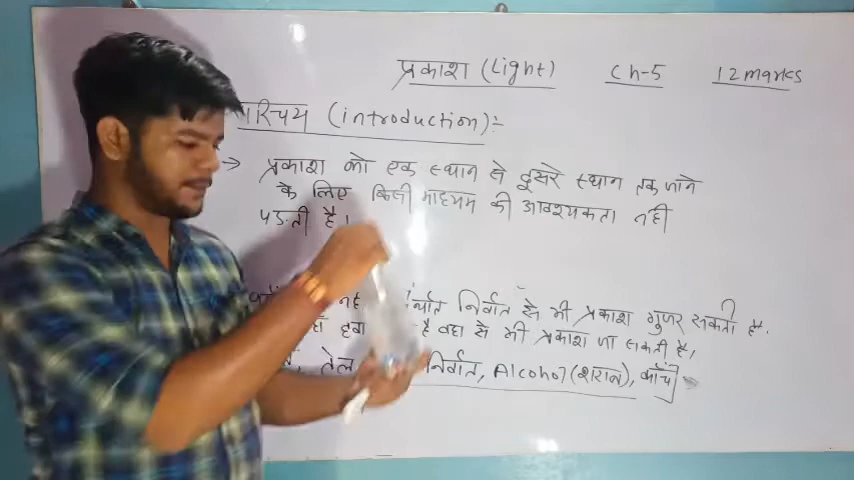 प्रकाश (Light) Ch-5 12 marks
परिचय (introduction):-
→ प्रकाश को एक स्थान से दूसरे स्थान तक जाने
के लिए किसी माध्यम की आवश्यकता नही
पड़ती है।
निर्वात से भी प्रकाश गुजर सकती है.
हवा है वहा से भी प्रकाश जा सकती है,
तेल निर्वात, Alcohol (शराब), काँच